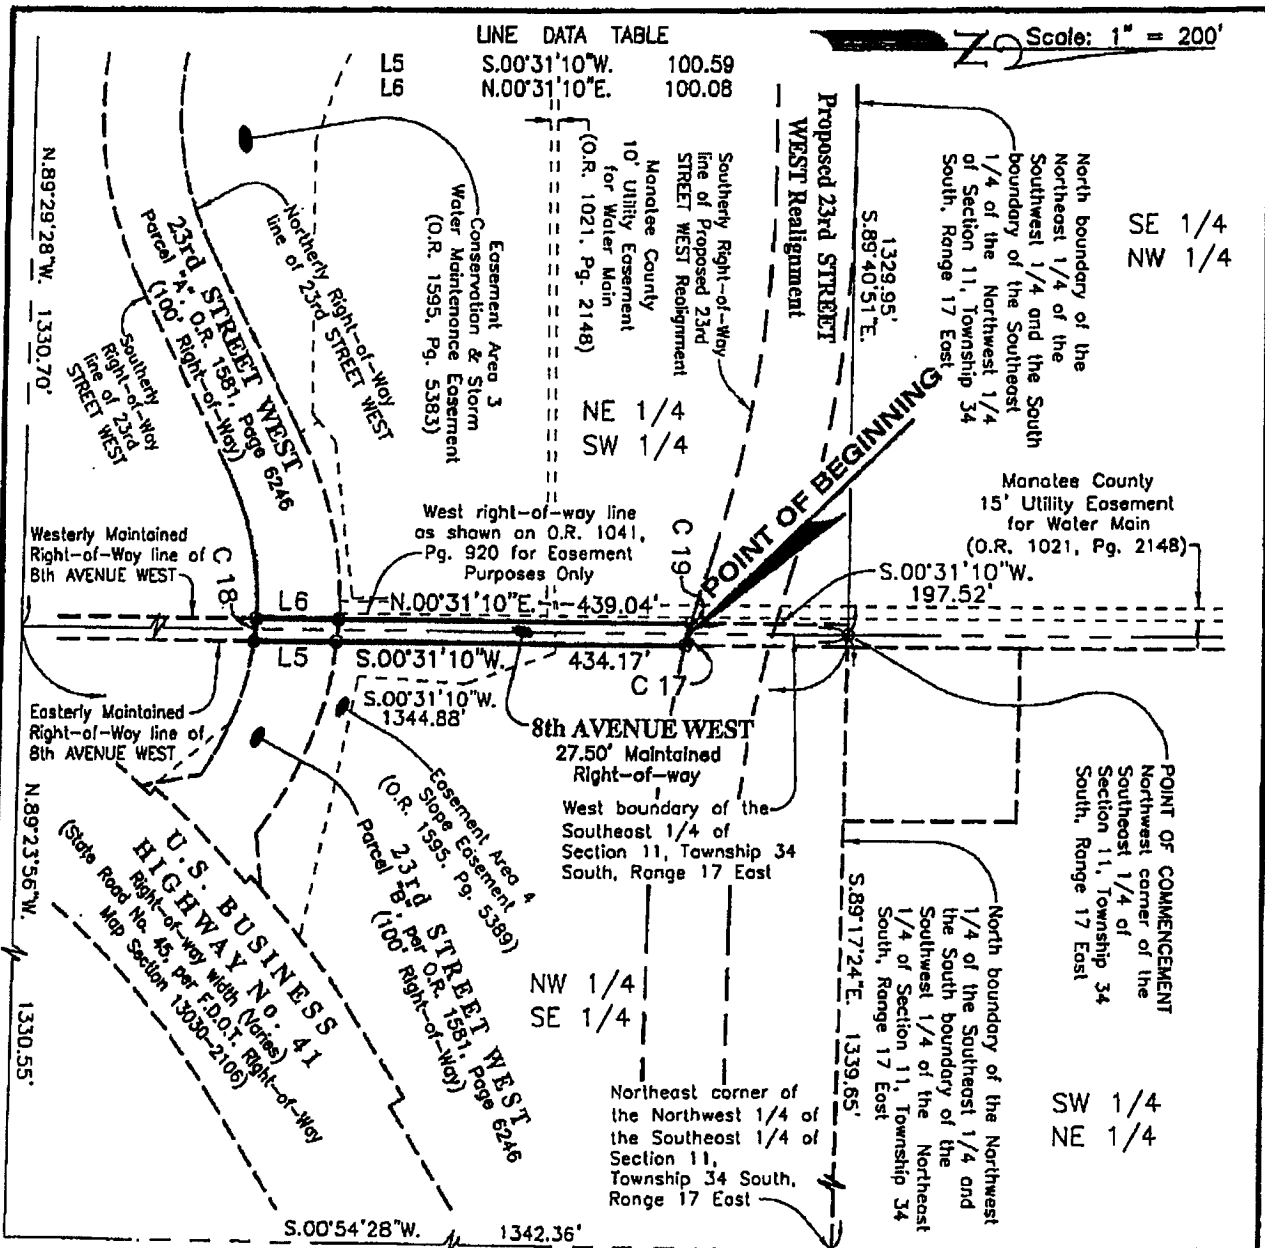 LINE DATA TABLE
L5 S.00°31'10"W. 100.59
L6 N.00°31'10"E. 100.08
Scale: 1" = 200'
N
N.89°29'28"W. 1330.70'
23rd STREET WEST
Parcel "A", O.R. 1581, Page 6246
(100' Right-of-Way)
Southerly
Right-of-Way
line of 23rd
STREET WEST
Northerly Right-of-Way
line of 23rd STREET WEST
Easement Area 3
Conservation & Storm
Water Maintenance Easement
(O.R. 1595, Pg. 5383)
Manatee County
10' Utility Easement
for Water Main
(O.R. 1021, Pg. 2148)
Southerly Right-of-Way
line of Proposed 23rd
STREET WEST Realignment
Proposed 23rd STREET
WEST Realignment
1329.95'
S.89°40'51"E.
North boundary of the
Northeast 1/4 of the
Southwest 1/4 and the South
boundary of the Southeast
1/4 of the Northwest 1/4
of Section 11, Township 34
South, Range 17 East
SE 1/4
NW 1/4
NE 1/4
SW 1/4
POINT OF BEGINNING
Manatee County
15' Utility Easement
for Water Main
(O.R. 1021, Pg. 2148)
Westerly Maintained
Right-of-Way line of
8th AVENUE WEST
C 18
West right-of-way line
as shown on O.R. 1041,
Pg. 920 for Easement
Purposes Only
C 19
S.00°31'10"W.
197.52'
L6
N.00°31'10"E. 439.04'
L5
S.00°31'10"W. 434.17'
C 17
S.00°31'10"W.
1344.88'
Easterly Maintained
Right-of-Way line of
8th AVENUE WEST
8th AVENUE WEST
27.50' Maintained
Right-of-way
West boundary of the
Southeast 1/4 of
Section 11, Township 34
South, Range 17 East
POINT OF COMMENCEMENT
Northwest corner of the
Southeast 1/4 of
Section 11, Township 34
South, Range 17 East
Easement Area 4
Slope Easement
(O.R. 1595, Pg. 5389)
23rd STREET WEST
Parcel "B", per O.R. 1581, Page 6246
(100' Right-of-Way)
N.89°23'56"W. 1330.55'
U.S. BUSINESS
HIGHWAY No. 41
Right-of-way width (Varies)
(State Road No. 45, per F.D.O.T. Right-of-Way
Map Section 13030-2106)
NW 1/4
SE 1/4
S.89°17'24"E. 1339.65'
North boundary of the Northwest
1/4 of the Southeast 1/4 and
the South boundary of the
Southwest 1/4 of the Northeast
1/4 of Section 11, Township 34
South, Range 17 East
SW 1/4
NE 1/4
Northeast corner of
the Northwest 1/4 of
the Southeast 1/4 of
Section 11,
Township 34 South,
Range 17 East
S.00°54'28"W. 1342.36'